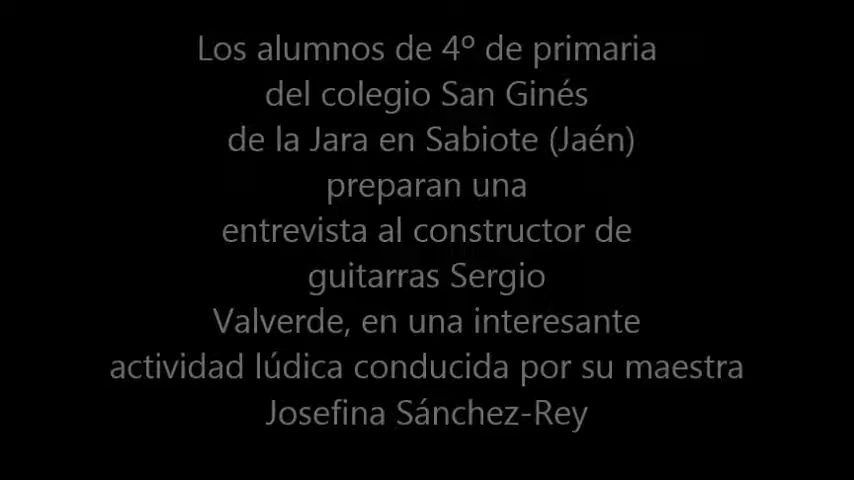 Los alumnos de 4º de primaria
del colegio San Ginés
de la Jara en Sabiote (Jaén)
preparan una
entrevista al constructor de
guitarras Sergio
Valverde, en una interesante
actividad lúdica conducida por su maestra
Josefina Sánchez-Rey